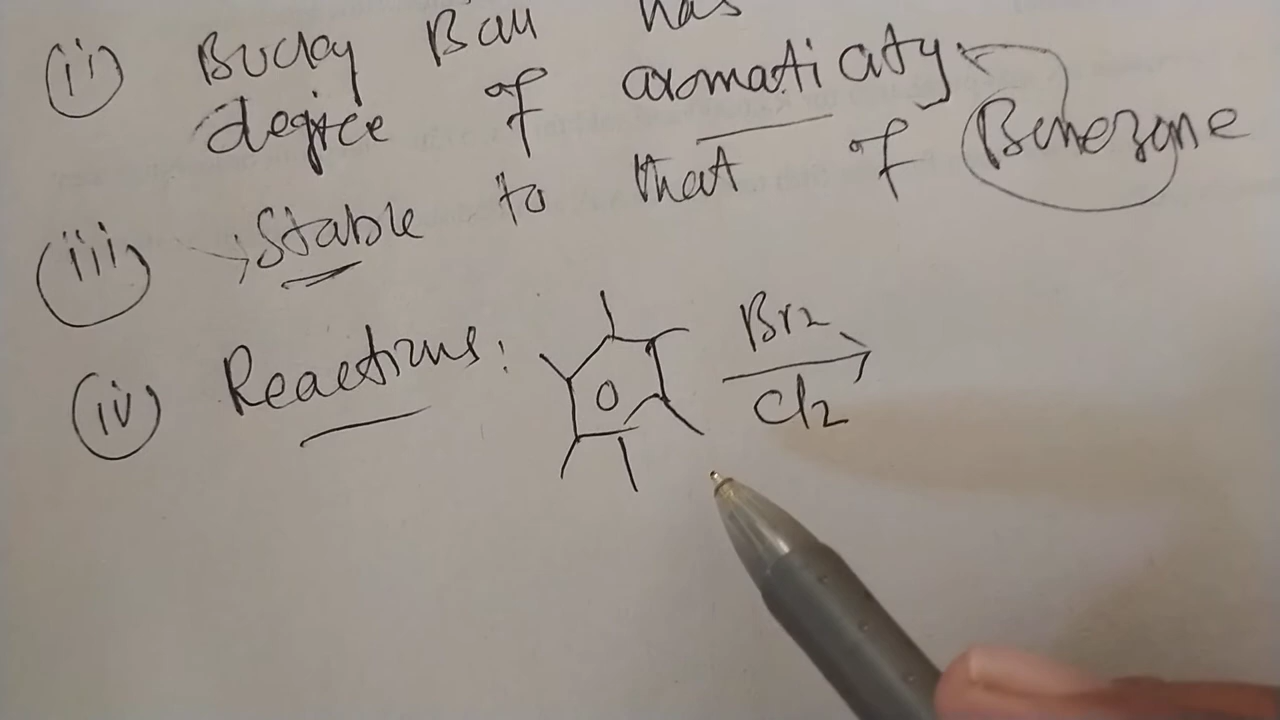 (ii) Bucky Ball has
degree of aromaticity
of Benezene
(iii) Stable to that
(iv) Reactions:
O
Br2
Cl2